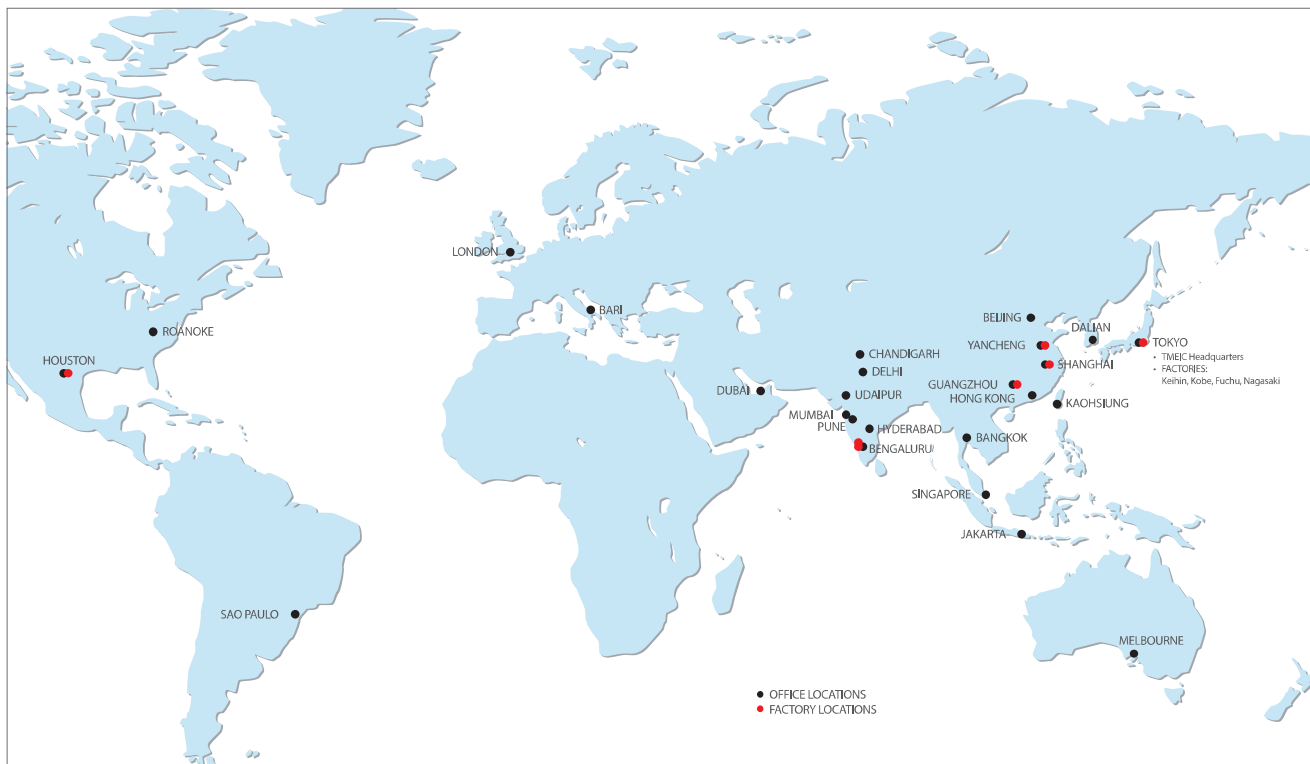 LONDON
BARI
ROANOKE
HOUSTON
BEIJING
DALIAN
YANCHENG
TOKYO
• TMEIC Headquarters
• FACTORIES:
Keihin, Kobe, Fuchu, Nagasaki
CHANDIGARH
SHANGHAI
DELHI
GUANGZHOU
DUBAI
UDAIPUR
HONG KONG
KAOHSIUNG
MUMBAI
PUNE
HYDERABAD
BANGKOK
BENGALURU
SINGAPORE
JAKARTA
SAO PAULO
MELBOURNE
OFFICE LOCATIONS
FACTORY LOCATIONS